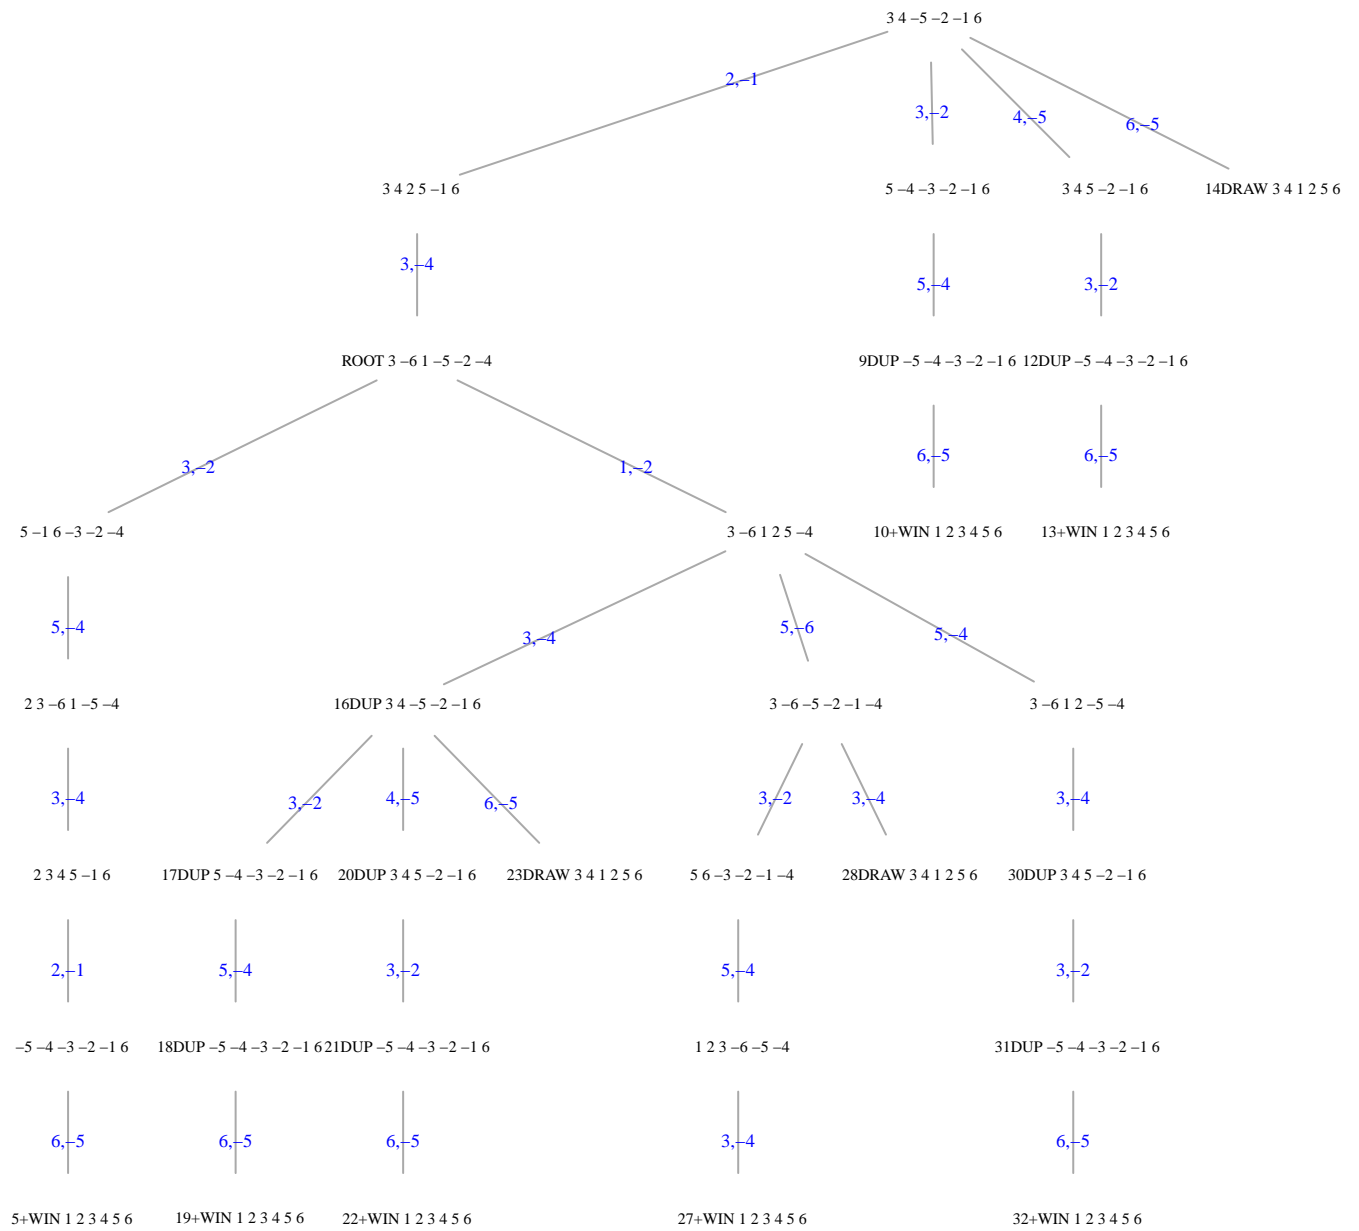 3 4 –5 –2 –1 6
2,–1
3,–2
4,–5
6,–5
3 4 2 5 –1 6
5 –4 –3 –2 –1 6
3 4 5 –2 –1 6
14DRAW 3 4 1 2 5 6
3,–4
5,–4
3,–2
ROOT 3 –6 1 –5 –2 –4
9DUP –5 –4 –3 –2 –1 6
12DUP –5 –4 –3 –2 –1 6
3,–2
1,–2
6,–5
6,–5
5 –1 6 –3 –2 –4
3 –6 1 2 5 –4
10+WIN 1 2 3 4 5 6
13+WIN 1 2 3 4 5 6
5,–4
3,–4
5,–6
5,–4
2 3 –6 1 –5 –4
16DUP 3 4 –5 –2 –1 6
3 –6 –5 –2 –1 –4
3 –6 1 2 –5 –4
3,–4
3,–2
4,–5
6,–5
3,–2
3,–4
3,–4
2 3 4 5 –1 6
17DUP 5 –4 –3 –2 –1 6
20DUP 3 4 5 –2 –1 6
23DRAW 3 4 1 2 5 6
5 6 –3 –2 –1 –4
28DRAW 3 4 1 2 5 6
30DUP 3 4 5 –2 –1 6
2,–1
5,–4
3,–2
5,–4
3,–2
–5 –4 –3 –2 –1 6
18DUP –5 –4 –3 –2 –1 6
21DUP –5 –4 –3 –2 –1 6
1 2 3 –6 –5 –4
31DUP –5 –4 –3 –2 –1 6
6,–5
6,–5
6,–5
3,–4
6,–5
5+WIN 1 2 3 4 5 6
19+WIN 1 2 3 4 5 6
22+WIN 1 2 3 4 5 6
27+WIN 1 2 3 4 5 6
32+WIN 1 2 3 4 5 6